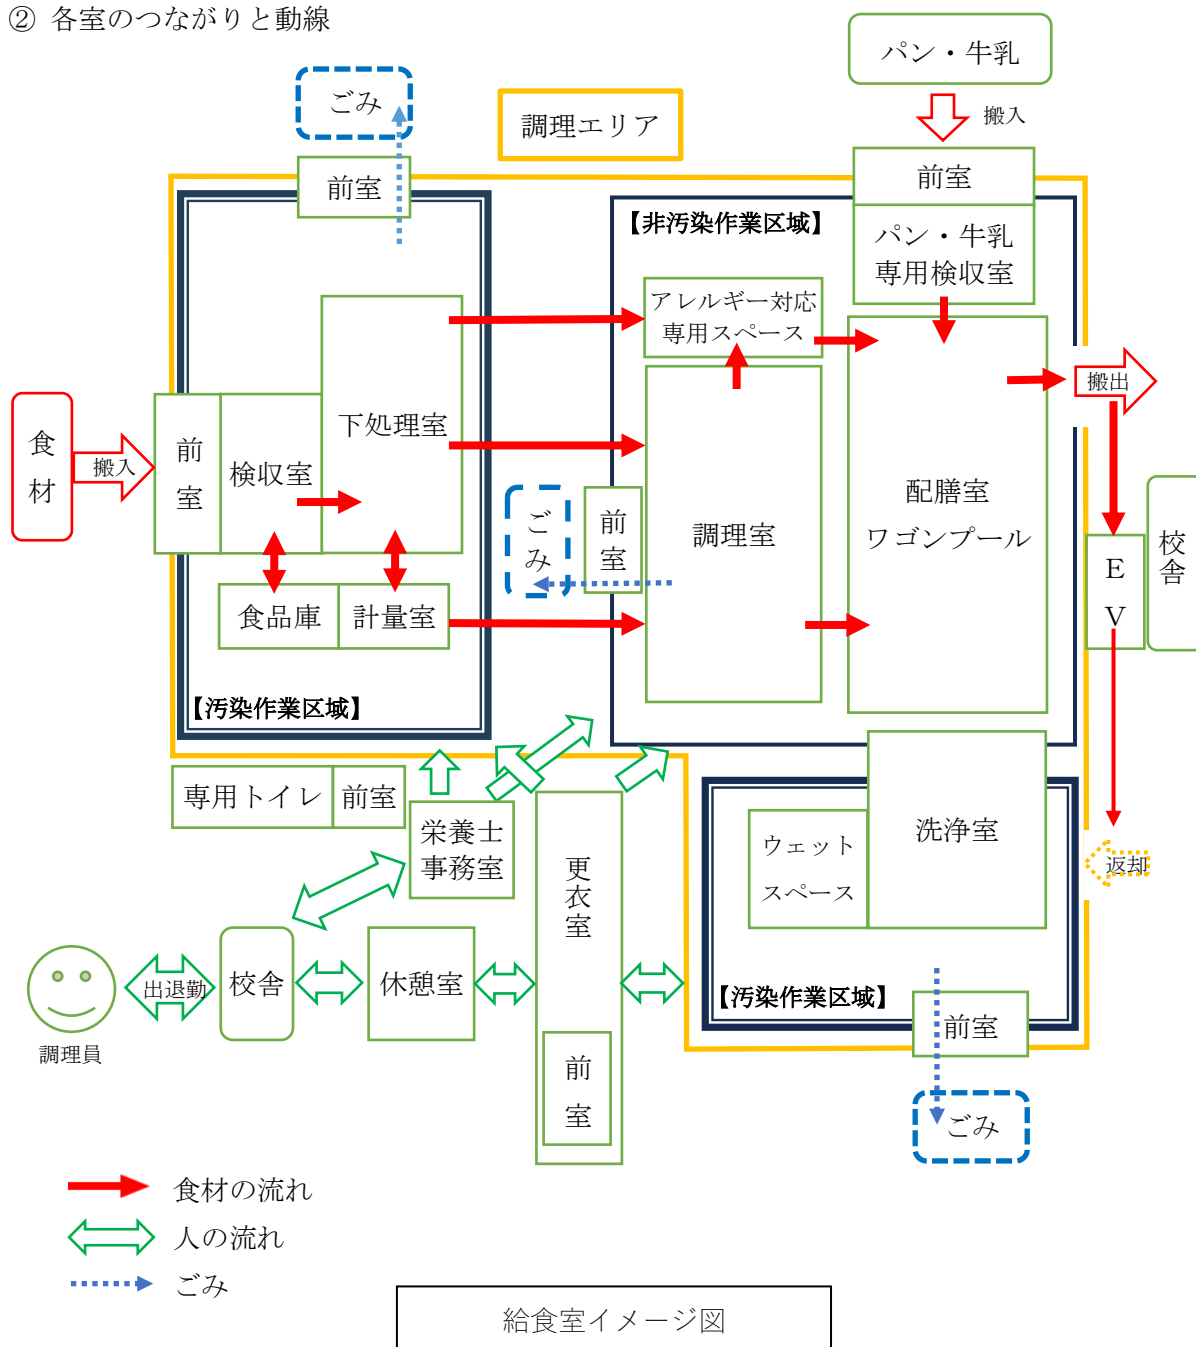 ② 各室のつながりと動線
パン・牛乳
搬入
ごみ
調理エリア
前室
前室
【非汚染作業区域】
パン・牛乳
専用検収室
アレルギー対応
専用スペース
搬出
食
材
搬入
前
室
検収室
下処理室
ご
み
前
室
調理室
配膳室
ワゴンプール
E
V
校
舎
食品庫
計量室
【汚染作業区域】
専用トイレ
前室
栄養士
事務室
更
衣
室
前
室
ウェット
スペース
洗浄室
返却
調理員
出退勤
校舎
休憩室
【汚染作業区域】
前室
ごみ
食材の流れ
人の流れ
ごみ
給食室イメージ図